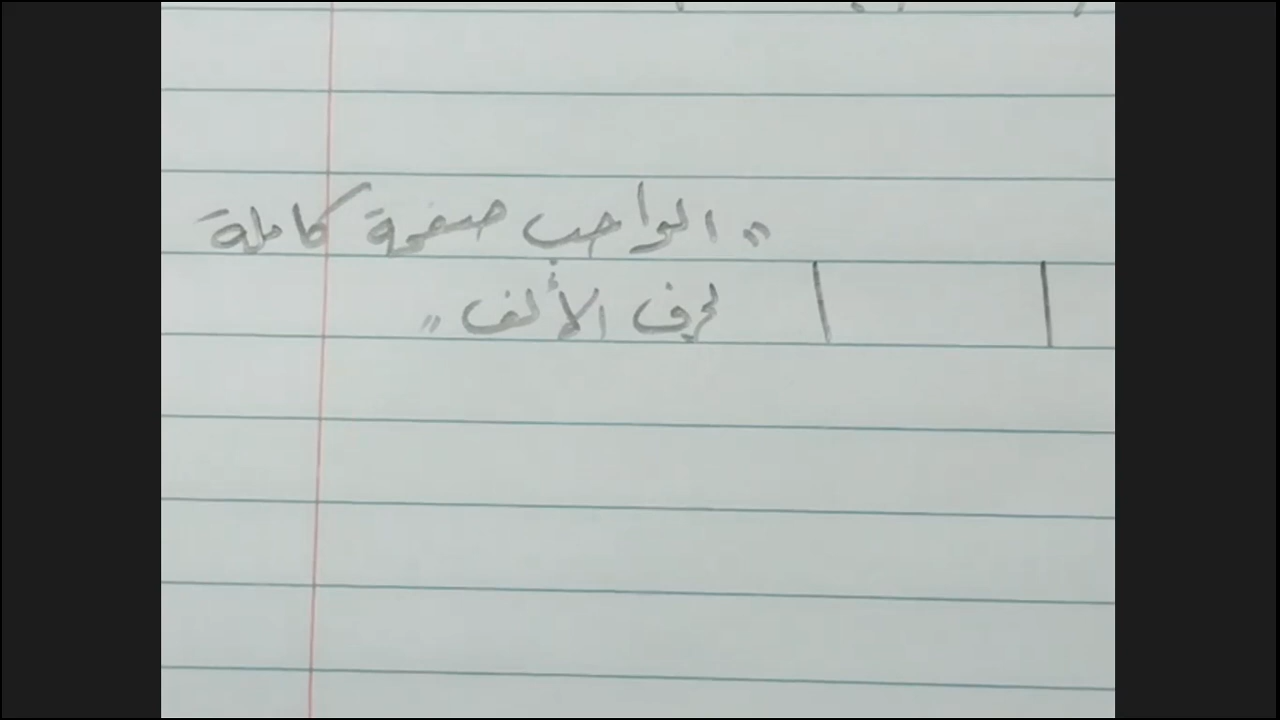 "الواجب صفحة كاملة
ا ا لحرف الألف"